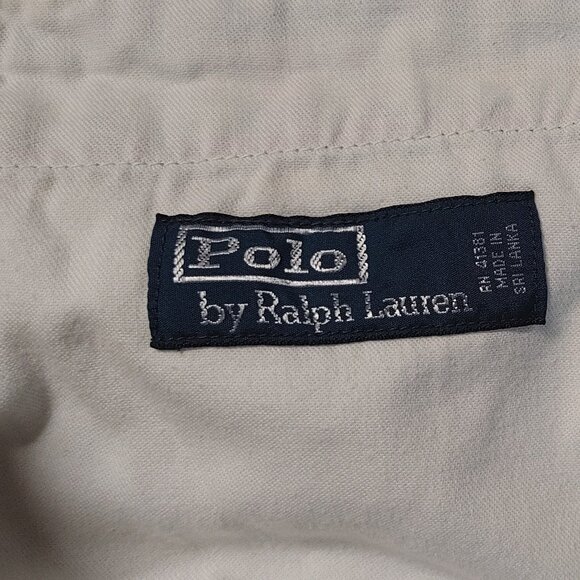 Polo
by Ralph Lauren
RN 41381
MADE IN
SRI LANKA